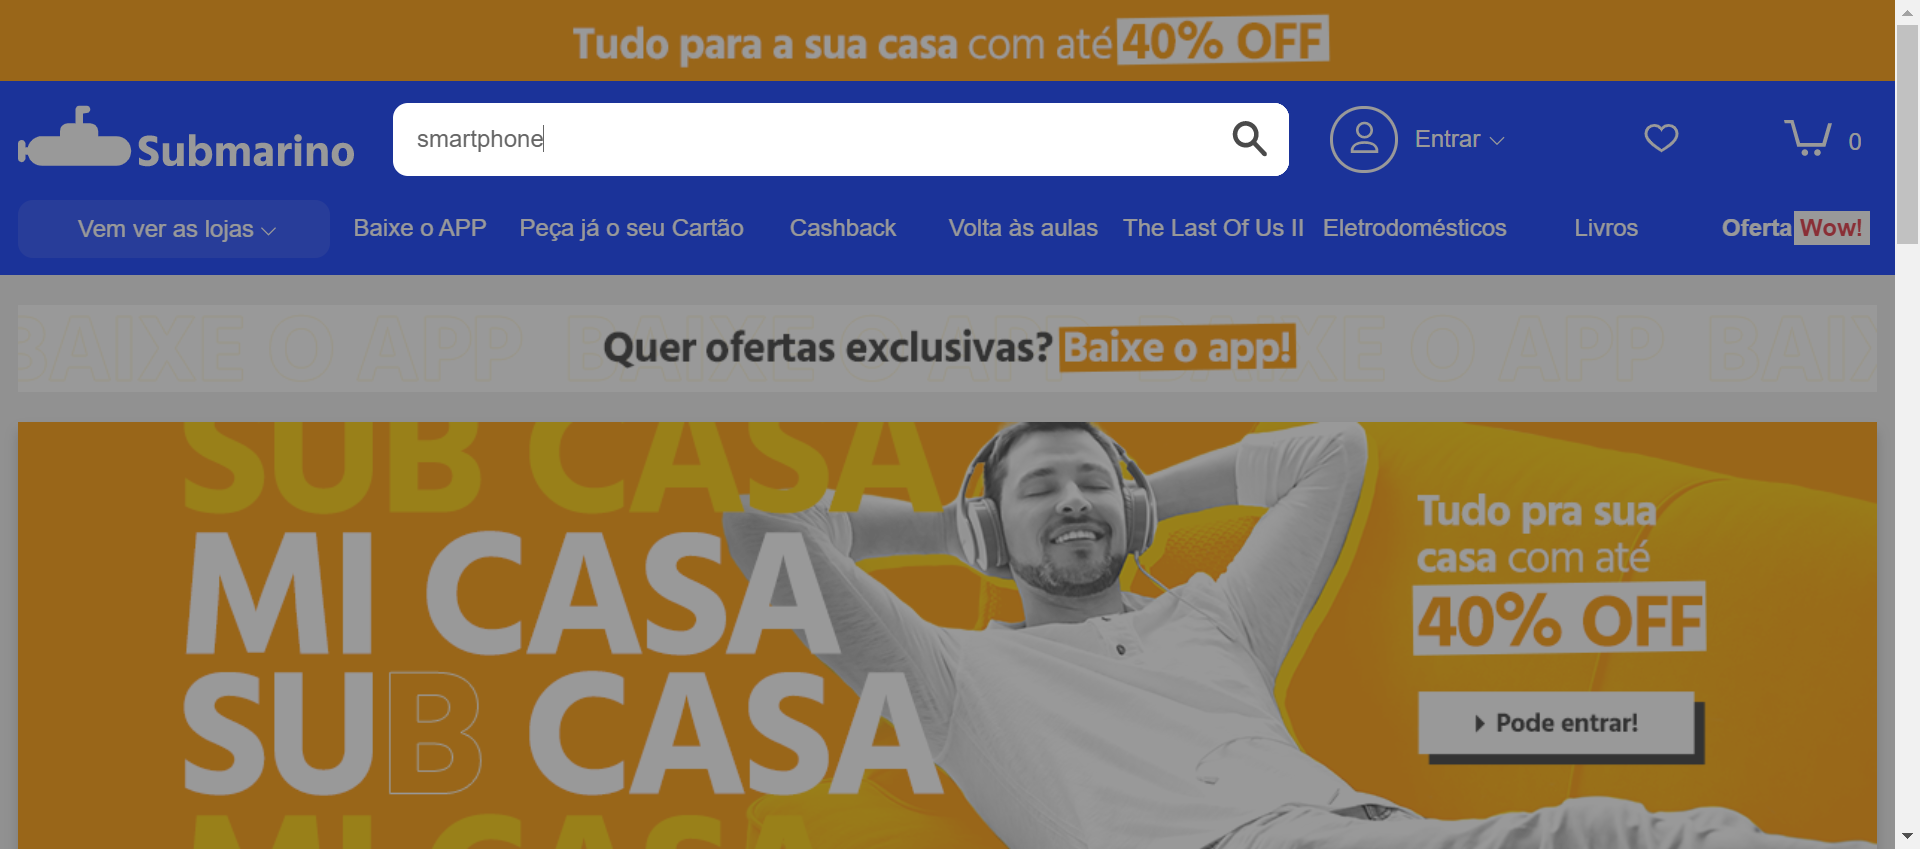 Tudo para a sua casa com até 40% OFF
Submarino
smartphone
Entrar
0
Vem ver as lojas
Baixe o APP
Peça já o seu Cartão
Cashback
Volta às aulas
The Last Of Us II
Eletrodomésticos
Livros
Oferta Wow!
BAIXE O APP BAIXE O APP BAIXE O APP BAIX
Quer ofertas exclusivas? Baixe o app!
SUB CASA
MI CASA
SUB CASA
MI CASA
Tudo pra sua
casa com até
40% OFF
Pode entrar!